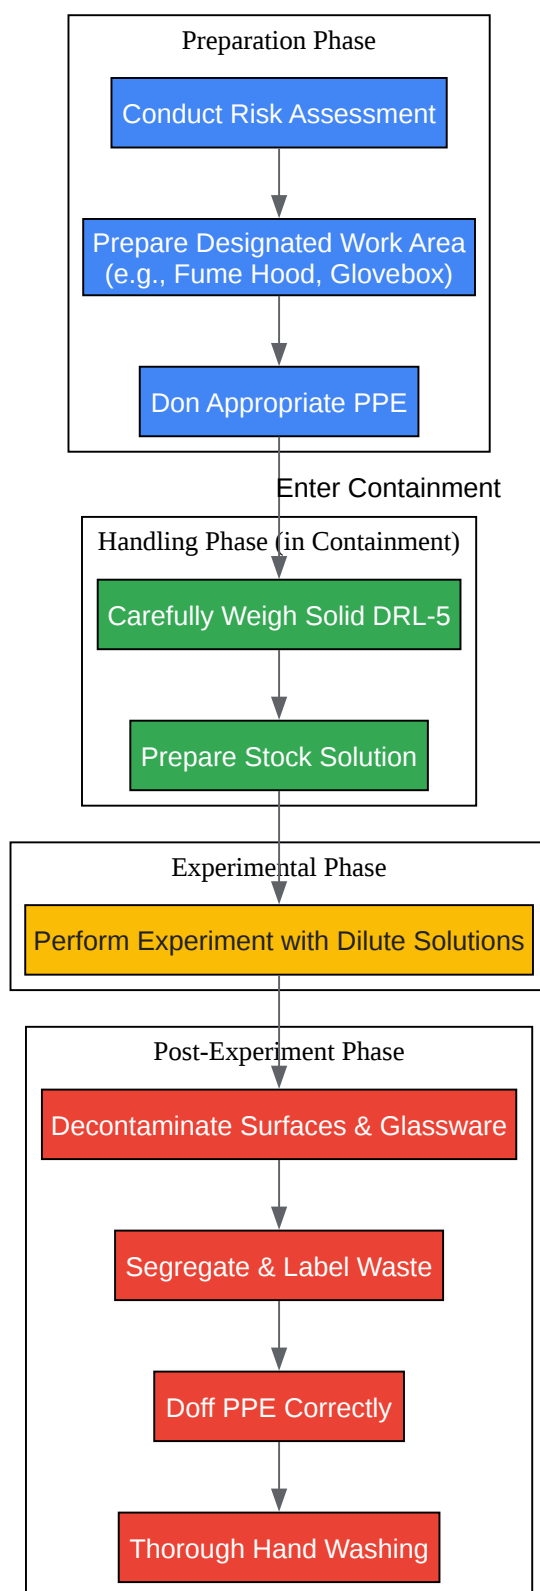 Preparation Phase
Conduct Risk Assessment
Prepare Designated Work Area
(e.g., Fume Hood, Glovebox)
Don Appropriate PPE
Enter Containment
Handling Phase (in Containment)
Carefully Weigh Solid DRL-5
Prepare Stock Solution
Experimental Phase
Perform Experiment with Dilute Solutions
Post-Experiment Phase
Decontaminate Surfaces & Glassware
Segregate & Label Waste
Doff PPE Correctly
Thorough Hand Washing